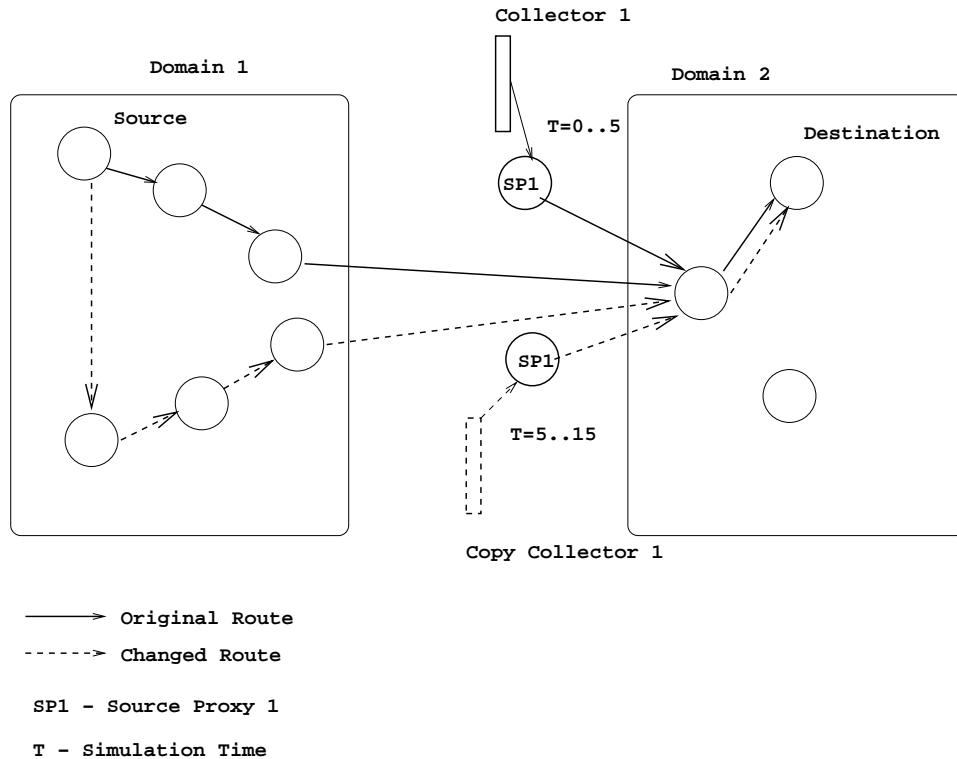 Collector 1
Domain 1
Domain 2
Source
T=0..5
Destination
SP1
SP1
T=5..15
Copy Collector 1
Original Route
Changed Route
SP1 – Source Proxy 1
T – Simulation Time